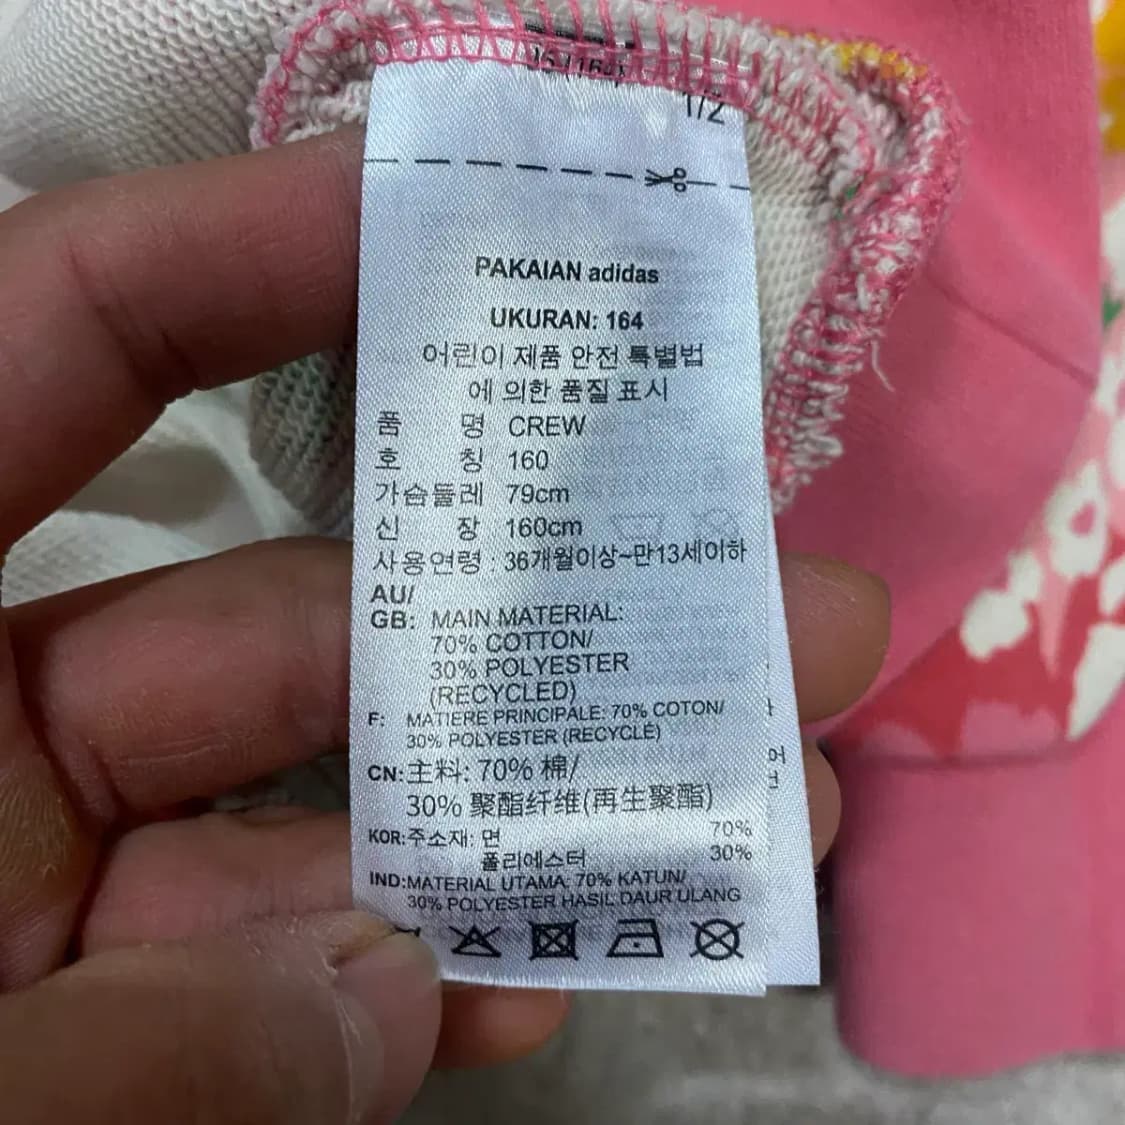 1/2
PAKAIAN adidas
UKURAN: 164
어린이 제품 안전 특별법
에 의한 품질 표시
품 명 CREW
호 칭 160
가슴둘레 79cm
신 장 160cm
사용연령 : 36개월이상~만13세이하
AU/
GB: MAIN MATERIAL:
70% COTTON/
30% POLYESTER
(RECYCLED)
F: MATIERE PRINCIPALE: 70% COTON/
30% POLYESTER (RECYCLÉ)
CN:主料: 70% 棉/
30% 聚酯纤维(再生聚酯)
KOR:주소재: 면 70%
폴리에스터 30%
IND:MATERIAL UTAMA: 70% KATUN/
30% POLYESTER HASIL DAUR ULANG